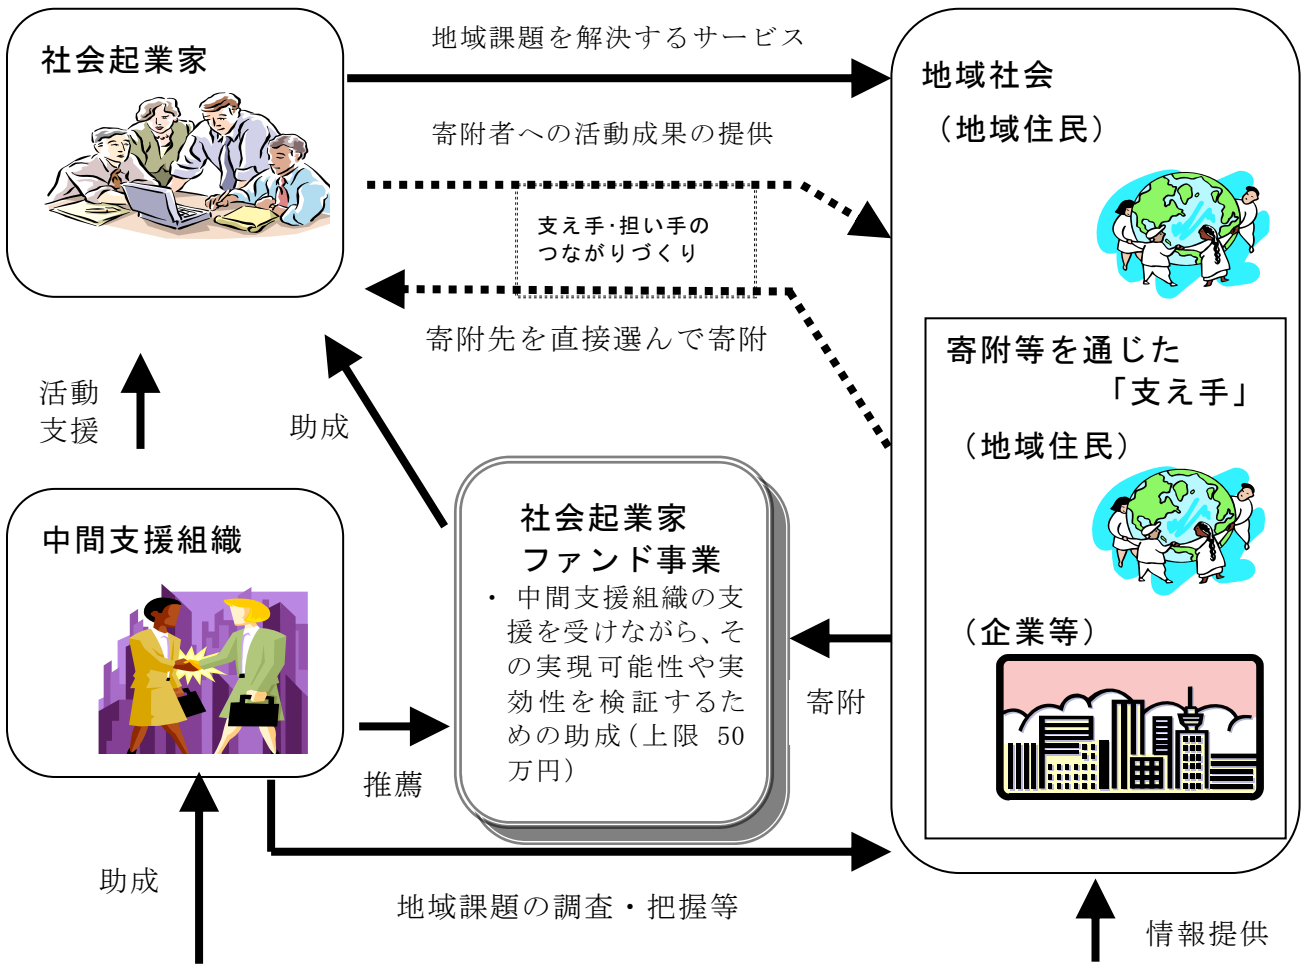 社会起業家
地域課題を解決するサービス
寄附者への活動成果の提供
支え手・担い手の
つながりづくり
寄附先を直接選んで寄附
地域社会
（地域住民）
寄附等を通じた
「支え手」
（地域住民）
（企業等）
活動
支援
助成
中間支援組織
社会起業家
ファンド事業
・ 中間支援組織の支
援を受けながら、そ
の実現可能性や実
効性を検証するた
めの助成（上限 50
万円）
寄附
推薦
助成
地域課題の調査・把握等
情報提供